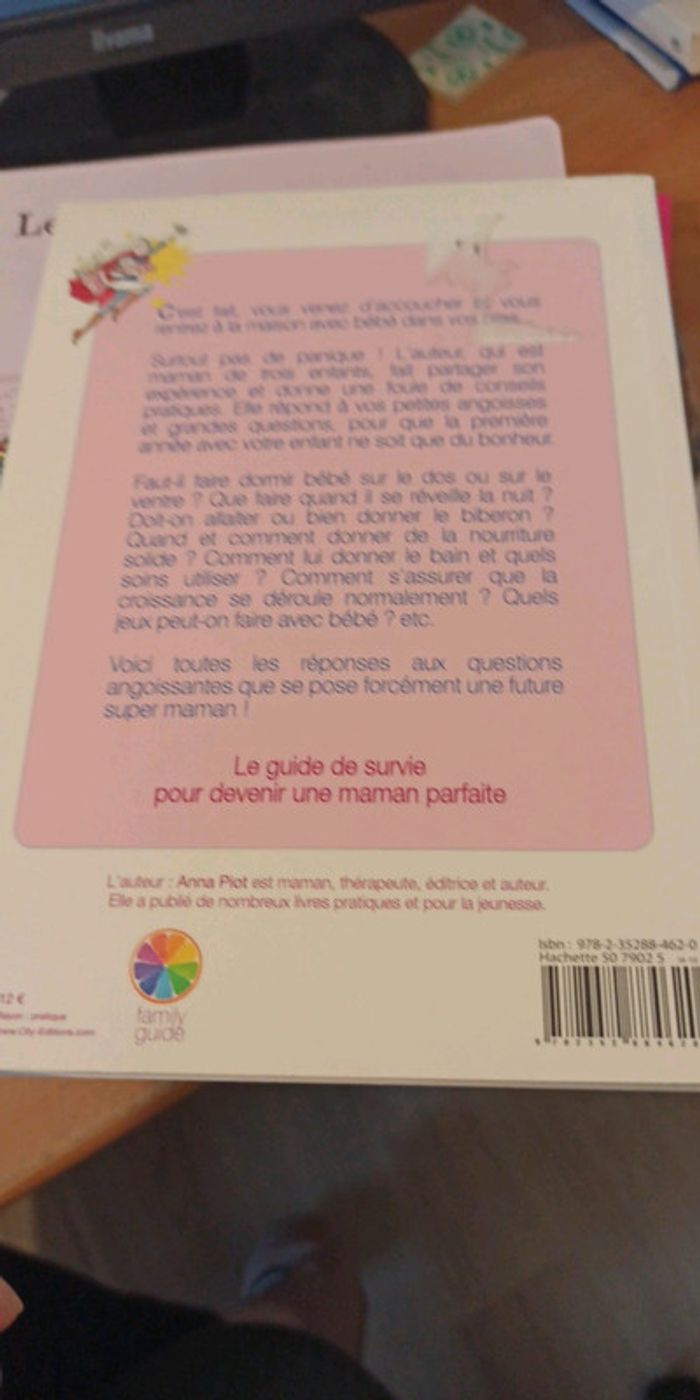 iiyama
Le
C'est fait, vous venez d'accoucher et vous
rentrez à la maison avec bébé dans vos bras...
Surtout pas de panique ! L'auteur, qui est
maman de trois enfants, fait partager son
expérience et donne une foule de conseils
pratiques. Elle répond à vos petites angoisses
et grandes questions, pour que la première
année avec votre enfant ne soit que du bonheur.
Faut-il faire dormir bébé sur le dos ou sur le
ventre ? Que faire quand il se réveille la nuit ?
Doit-on allaiter ou bien donner le biberon ?
Quand et comment donner de la nourriture
solide ? Comment lui donner le bain et quels
soins utiliser ? Comment s'assurer que la
croissance se déroule normalement ? Quels
jeux peut-on faire avec bébé ? etc.
Voici toutes les réponses aux questions
angoissantes que se pose forcément une future
super maman !
Le guide de survie
pour devenir une maman parfaite
L'auteur : Anna Piot est maman, thérapeute, éditrice et auteur.
Elle a publié de nombreux livres pratiques et pour la jeunesse.
Isbn : 978-2-35288-462-0
Hachette 50 7902 5
12 €
Rayon : pratique
www.City-Editions.com
family
guide